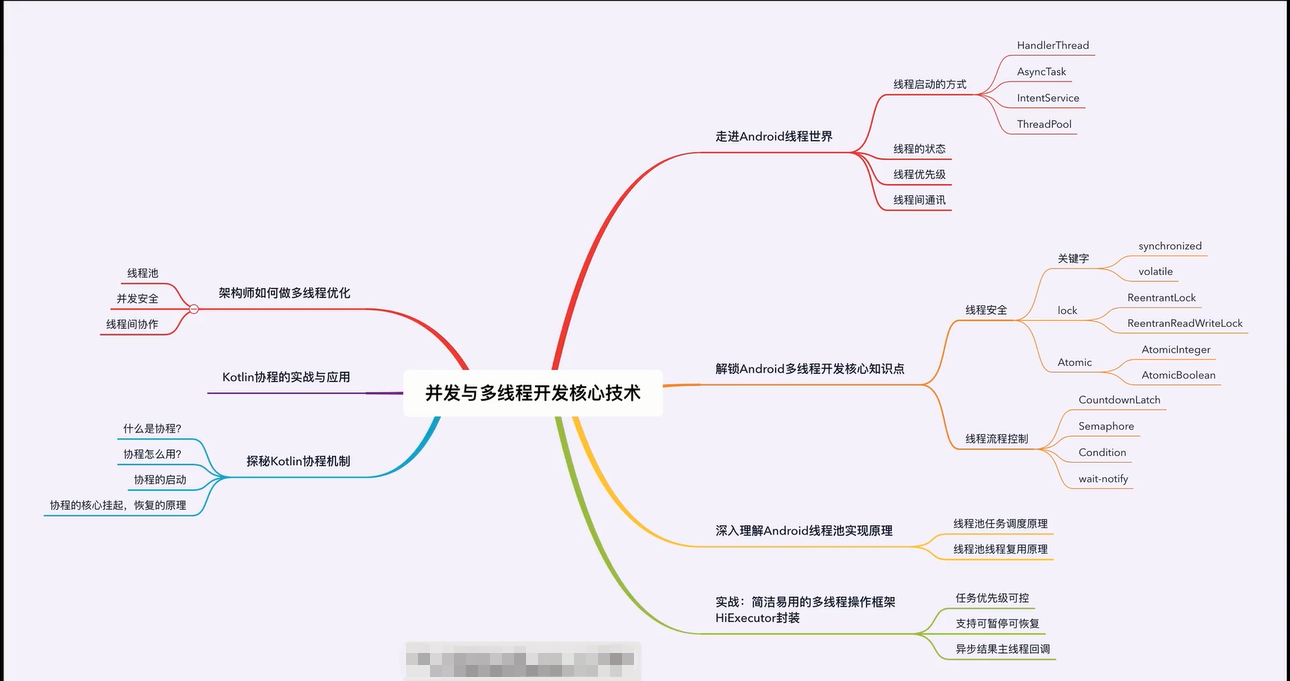 并发与多线程开发核心技术
走进Android线程世界
线程启动的方式
HandlerThread
AsyncTask
IntentService
ThreadPool
线程的状态
线程优先级
线程间通讯
解锁Android多线程开发核心知识点
线程安全
关键字
synchronized
volatile
lock
ReentrantLock
ReentranReadWriteLock
Atomic
AtomicInteger
AtomicBoolean
线程流程控制
CountdownLatch
Semaphore
Condition
wait-notify
深入理解Android线程池实现原理
线程池任务调度原理
线程池线程复用原理
实战：简洁易用的多线程操作框架
HiExecutor封装
任务优先级可控
支持可暂停可恢复
异步结果主线程回调
架构师如何做多线程优化
线程池
并发安全
线程间协作
Kotlin协程的实战与应用
探秘Kotlin协程机制
什么是协程?
协程怎么用?
协程的启动
协程的核心挂起，恢复的原理